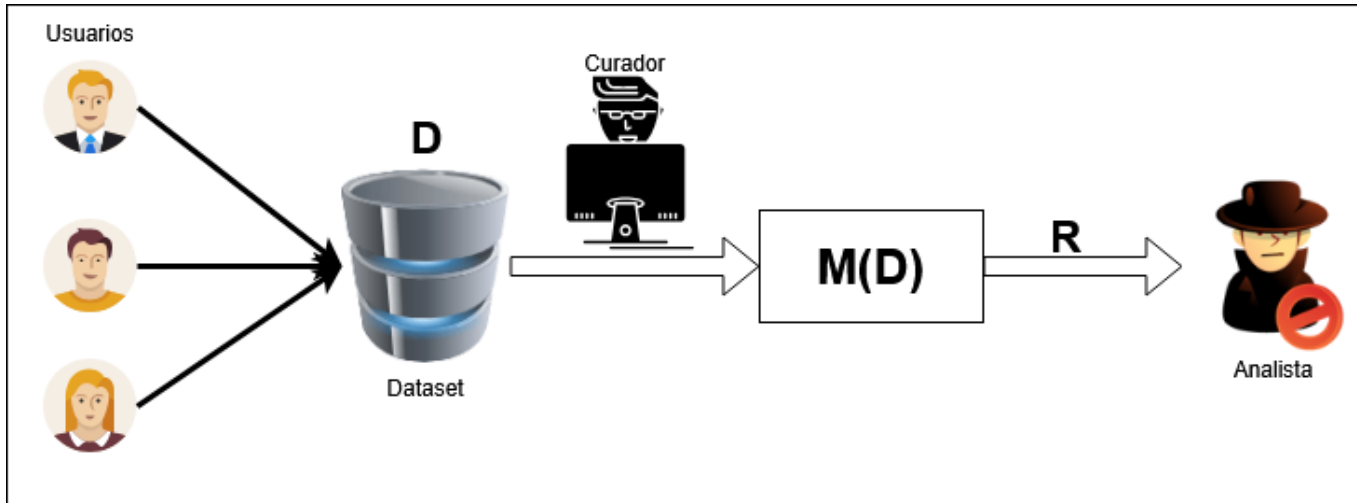 Usuarios
Curador
D
Dataset
M(D)
R
Analista